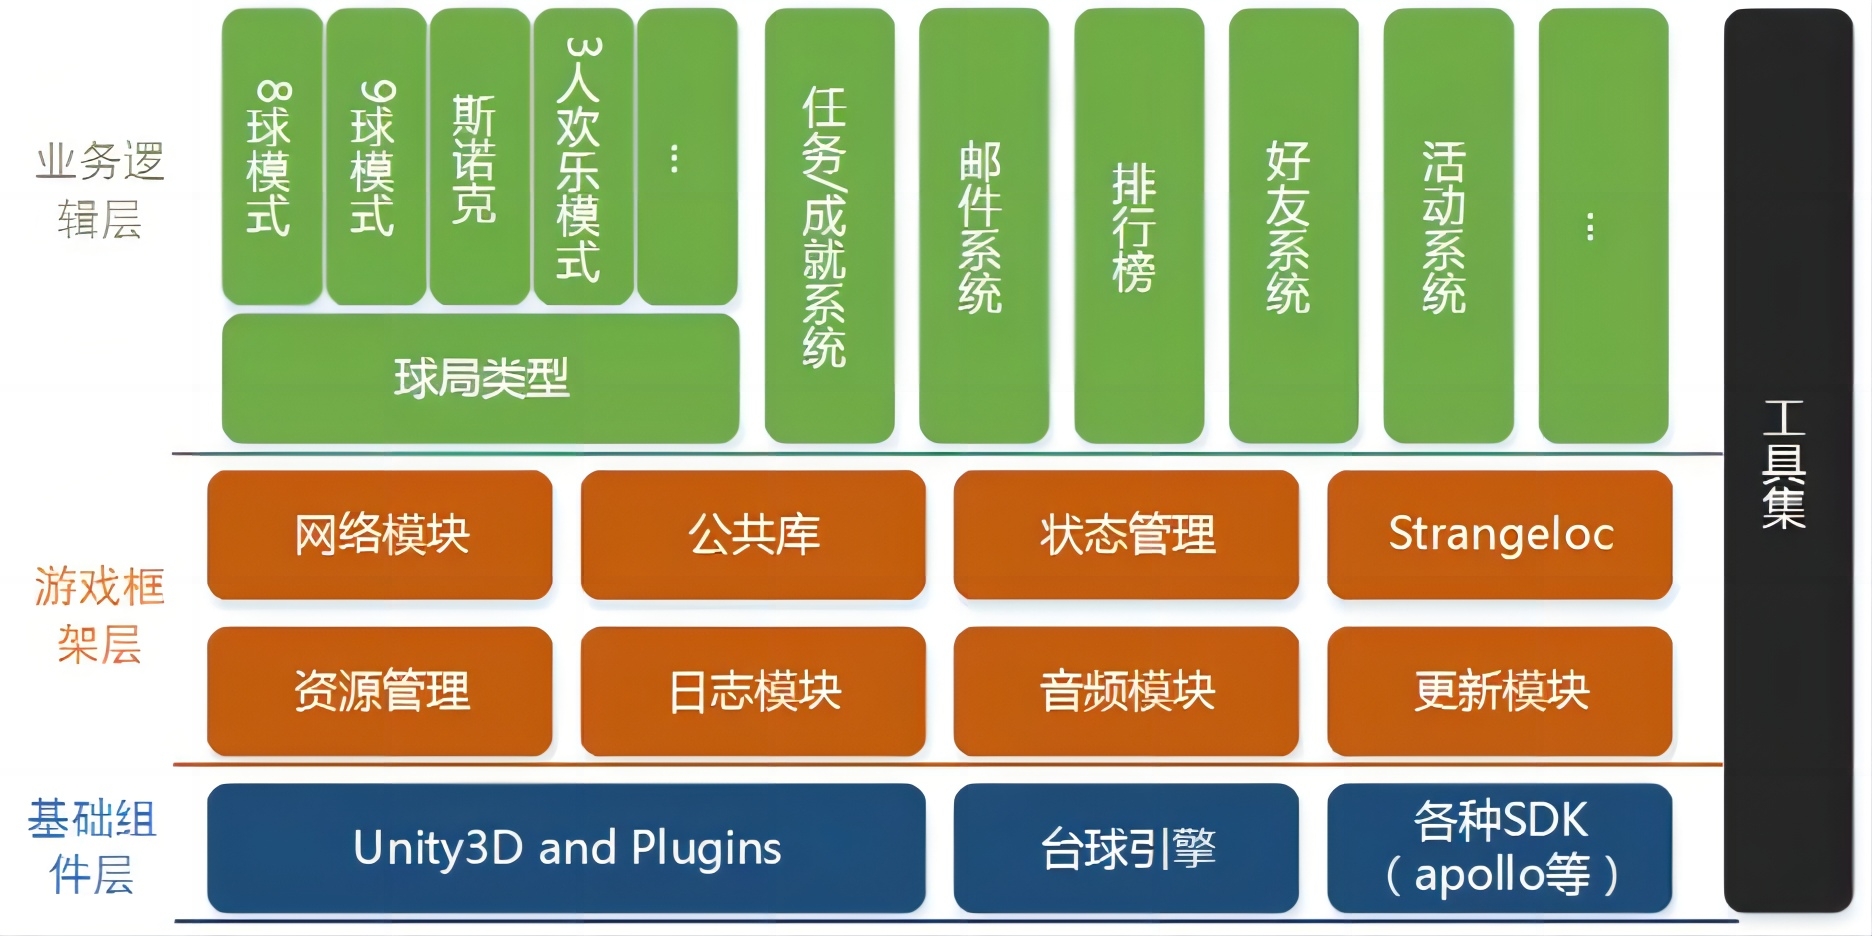 业务逻
辑层
8球模式
9球模式
斯诺克
3人欢乐模式
...
球局类型
任务/成就系统
邮件系统
排行榜
好友系统
活动系统
...
工具集
游戏框
架层
网络模块
公共库
状态管理
StrangeIoc
资源管理
日志模块
音频模块
更新模块
基础组
件层
Unity3D and Plugins
台球引擎
各种SDK
（apollo等）